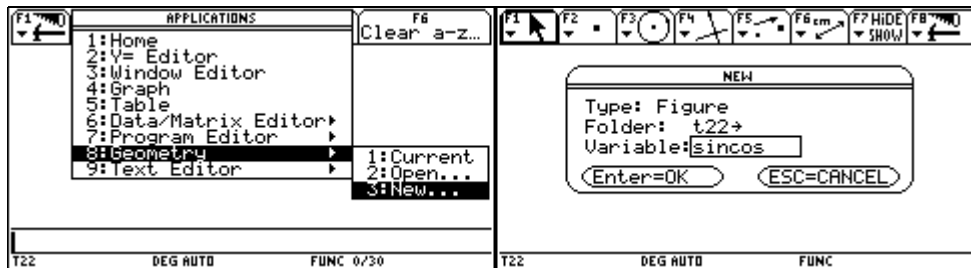 F1 APPLICATIONS F6
Clear a-z…
1:Home
2:Y= Editor
3:Window Editor
4:Graph
5:Table
6:Data/Matrix Editor▸
7:Program Editor ▸
8:Geometry ▸
9:Text Editor ▸
1:Current
2:Open...
3:New...
T22 DEG AUTO FUNC 0/30
F1 F2 F3 F4 F5 F6 cm F7 HiDE F8
SHOW
NEW
Type: Figure
Folder: t22→
Variable: sincos
Enter=OK ESC=CANCEL
T22 DEG AUTO FUNC